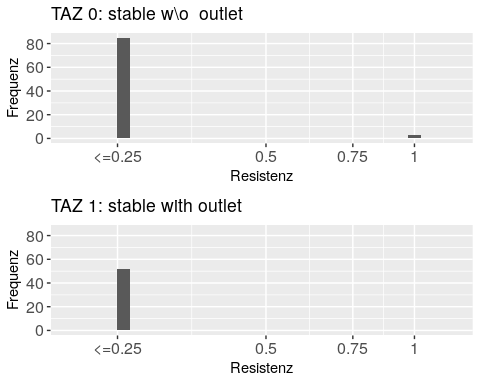 TAZ 0: stable w\o  outlet
Frequenz
80
60
40
20
0
<=0.25 0.5 0.75 1
Resistenz
TAZ 1: stable with outlet
Frequenz
80
60
40
20
0
<=0.25 0.5 0.75 1
Resistenz